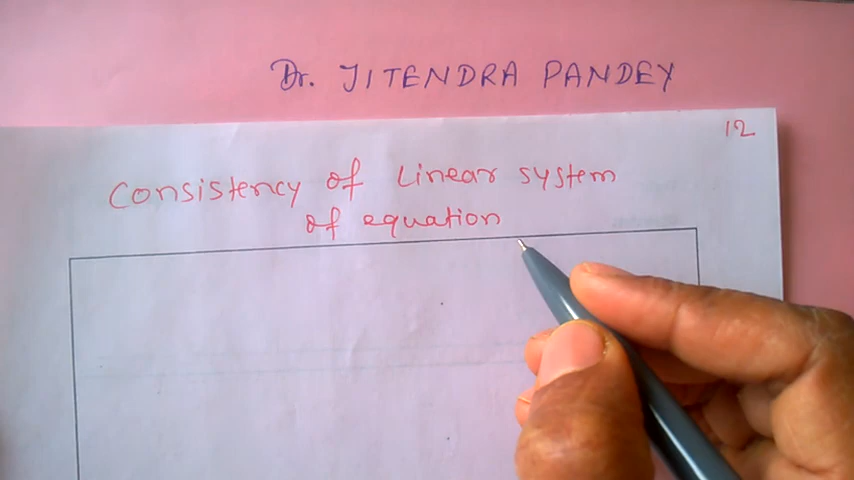 Dr. JITENDRA PANDEY
12
Consistency of Linear system
of equation